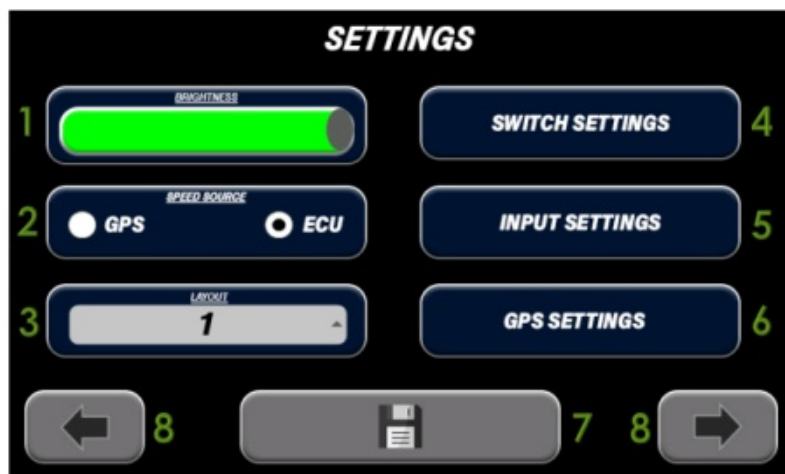 SETTINGS
1 BRIGHTNESS
SWITCH SETTINGS 4
2 SPEED SOURCE
GPS ECU
INPUT SETTINGS 5
3 LAYOUT
1
GPS SETTINGS 6
8 7 8